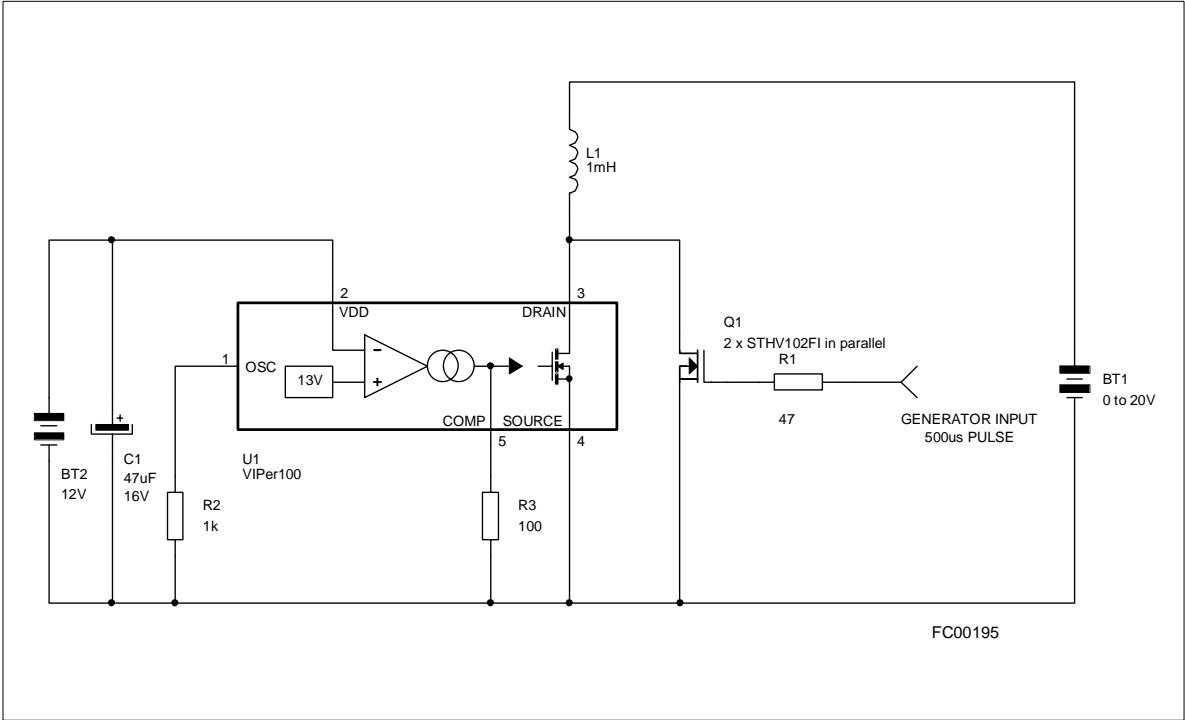 L1
1mH
2
VDD
3
DRAIN
1
OSC
13V
-
+
COMP
SOURCE
5
4
U1
VIPer100
Q1
2 x STHV102FI in parallel
R1
47
GENERATOR INPUT
500us PULSE
BT1
0 to 20V
BT2
12V
+
C1
47uF
16V
R2
1k
R3
100
FC00195